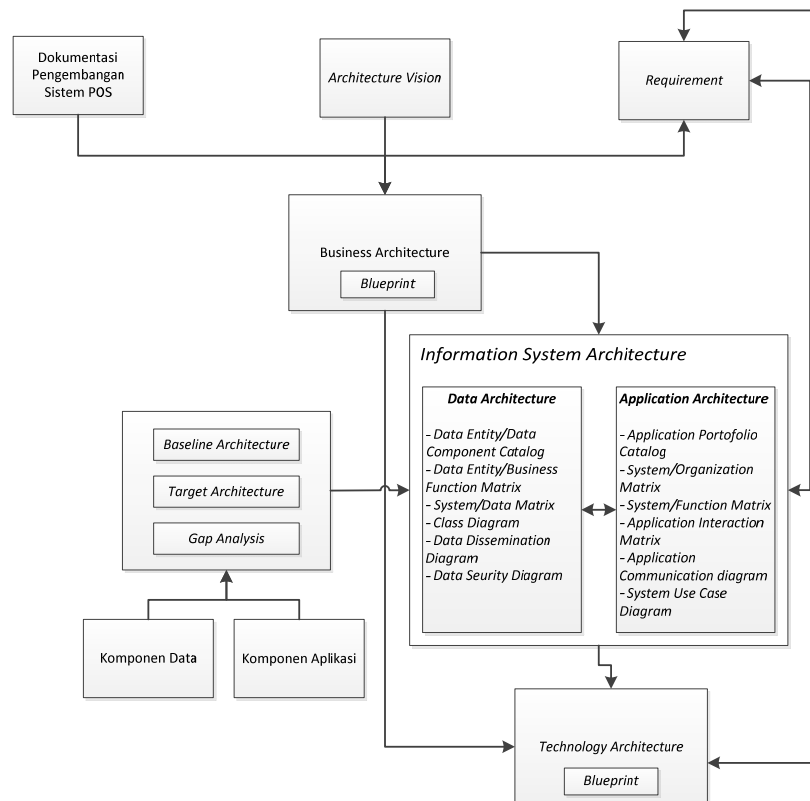 Dokumentasi
Pengembangan
Sistem POS
Architecture Vision
Requirement
Business Architecture
Blueprint
Information System Architecture
Data Architecture
- Data Entity/Data
Component Catalog
- Data Entity/Business
Function Matrix
- System/Data Matrix
- Class Diagram
- Data Dissemination
Diagram
- Data Seurity Diagram
Application Architecture
- Application Portofolio
Catalog
- System/Organization
Matrix
- System/Function Matrix
- Application Interaction
Matrix
- Application
Communication diagram
- System Use Case
Diagram
Baseline Architecture
Target Architecture
Gap Analysis
Komponen Data
Komponen Aplikasi
Technology Architecture
Blueprint